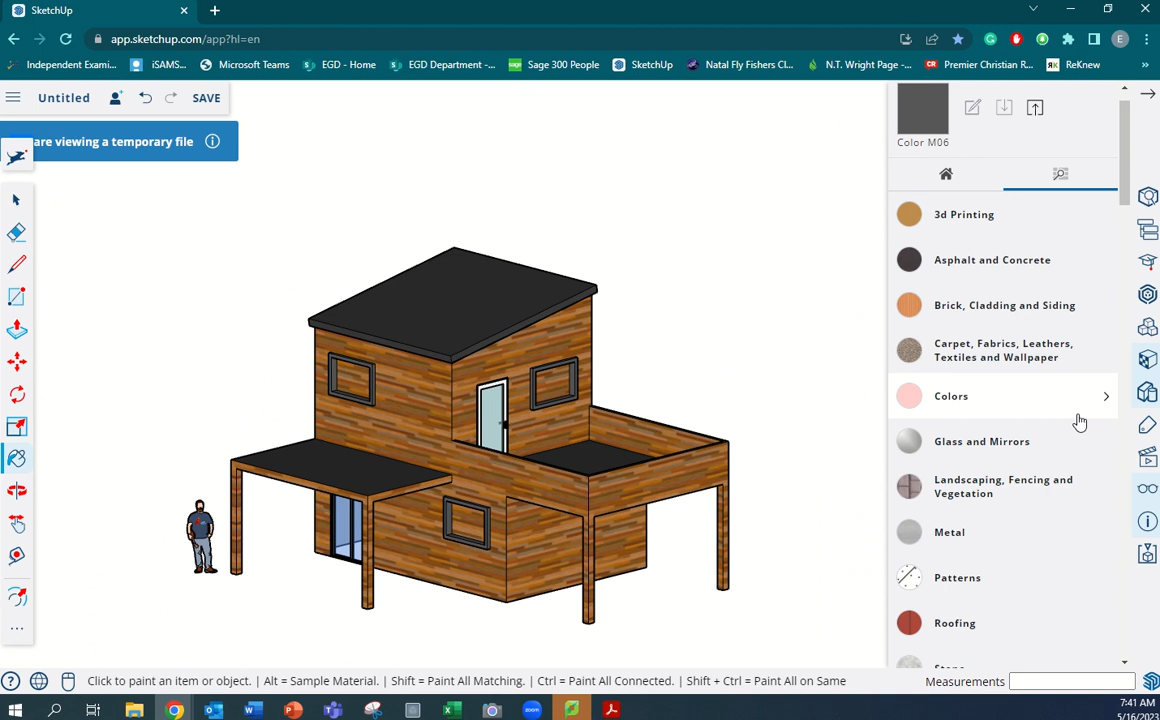 SketchUp
app.sketchup.com/app?hl=en
E
Independent Exami...
iSAMS...
Microsoft Teams
EGD - Home
EGD Department -...
Sage 300 People
SketchUp
Natal Fly Fishers Cl...
N.T. Wright Page -...
CR
Premier Christian R...
RK
ReKnew
»
Untitled
SAVE
are viewing a temporary file
Color M06
3d Printing
Asphalt and Concrete
Brick, Cladding and Siding
Carpet, Fabrics, Leathers,
Textiles and Wallpaper
Colors
Glass and Mirrors
Landscaping, Fencing and
Vegetation
Metal
Patterns
Roofing
Click to paint an item or object. | Alt = Sample Material. | Shift = Paint All Matching. | Ctrl = Paint All Connected. | Shift + Ctrl = Paint All on Same
Measurements
zoom
7:41 AM
5/16/2023